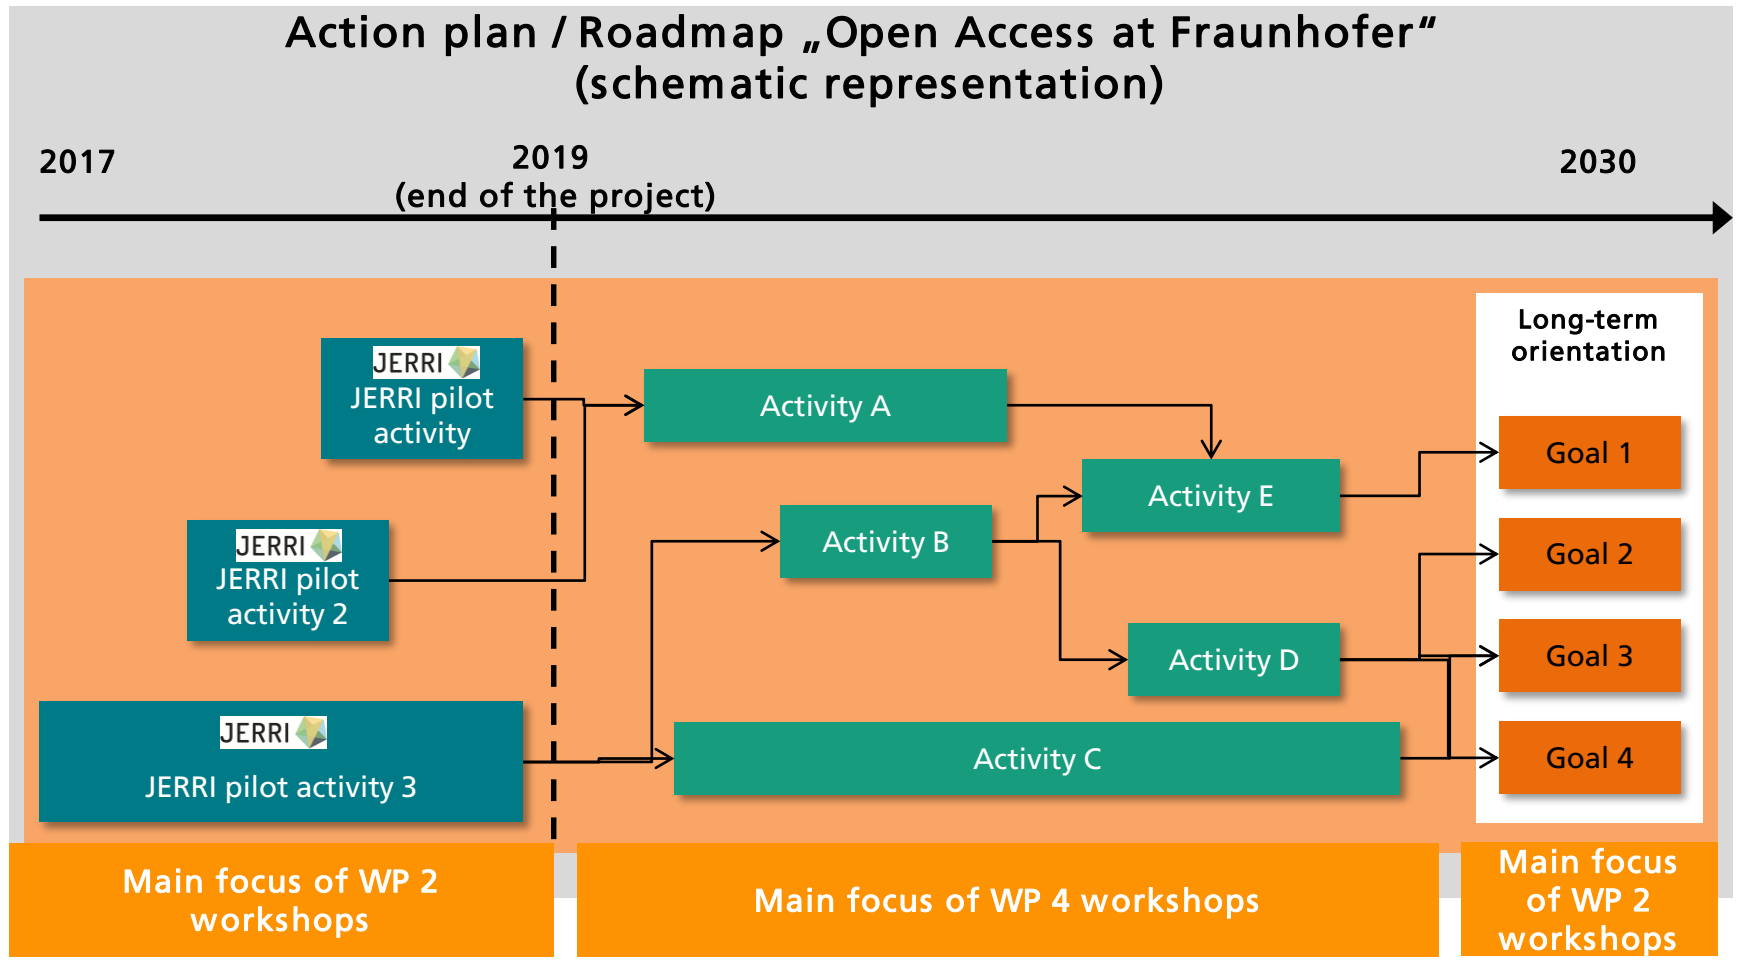 Action plan / Roadmap „Open Access at Fraunhofer“
(schematic representation)
2017
2019
(end of the project)
2030
Long-term
orientation
JERRI
JERRI pilot
activity
Activity A
Goal 1
Activity E
JERRI
JERRI pilot
activity 2
Activity B
Goal 2
Activity D
Goal 3
JERRI
JERRI pilot activity 3
Activity C
Goal 4
Main focus of WP 2
workshops
Main focus of WP 4 workshops
Main focus
of WP 2
workshops